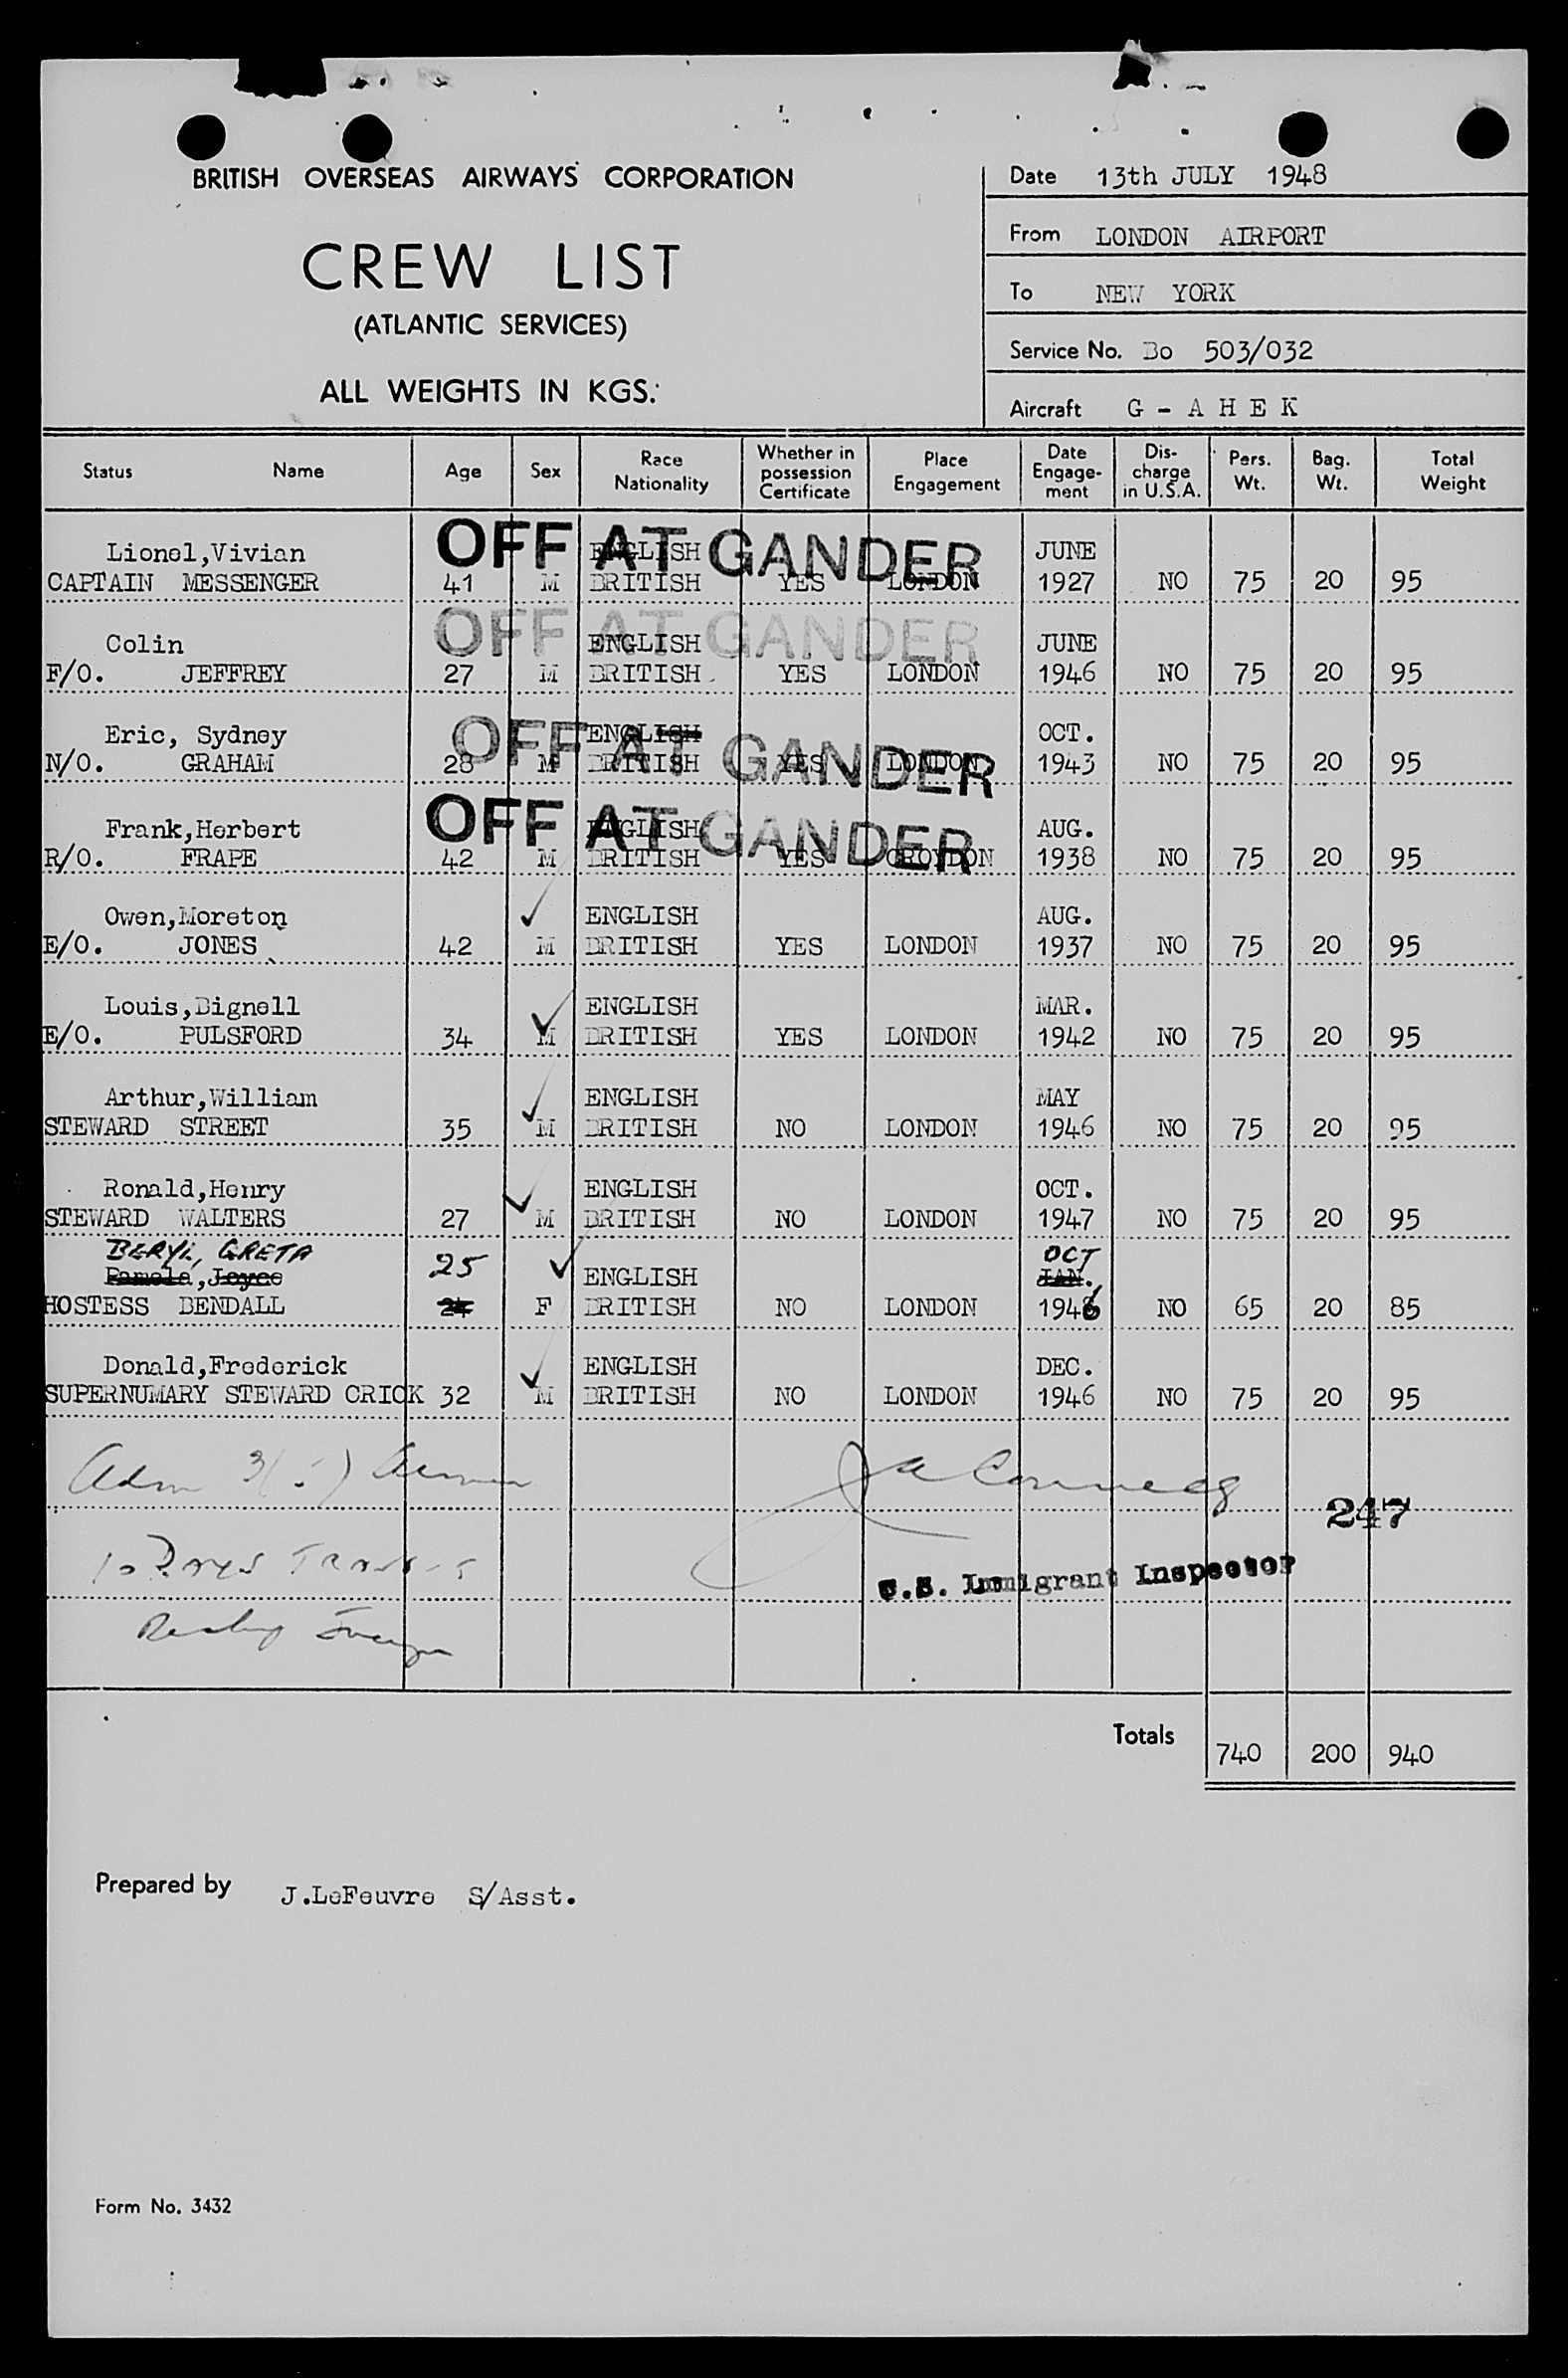 BRITISH OVERSEAS AIRWAYS CORPORATION
CREW LIST
(ATLANTIC SERVICES)
ALL WEIGHTS IN KGS.
Date 13th JULY 1948
From LONDON AIRPORT
To NEW YORK
Service No. Bo 503/032
Aircraft G - A H E K
Status Name Age Sex Race Nationality Whether in possession Certificate Place Engagement Date Engage-ment Dis-charge in U.S.A. Pers. Wt. Bag. Wt. Total Weight
OFF AT GANDER
Lionel,Vivian ENGLISH JUNE
CAPTAIN MESSENGER 41 M BRITISH YES LONDON 1927 NO 75 20 95
OFF AT GANDER
Colin ENGLISH JUNE
F/O. JEFFREY 27 M BRITISH YES LONDON 1946 NO 75 20 95
OFF AT GANDER
Eric, Sydney ENGLISH OCT.
N/O. GRAHAM 28 M BRITISH YES LONDON 1943 NO 75 20 95
OFF AT GANDER
Frank,Herbert ENGLISH AUG.
R/O. FRAPE 42 M BRITISH YES CROYDON 1938 NO 75 20 95
Owen,Moreton ENGLISH AUG.
E/O. JONES 42 M BRITISH YES LONDON 1937 NO 75 20 95
Louis,Bignell ENGLISH MAR.
E/O. PULSFORD 34 M BRITISH YES LONDON 1942 NO 75 20 95
Arthur,William ENGLISH MAY
STEWARD STREET 35 M BRITISH NO LONDON 1946 NO 75 20 95
Ronald,Henry ENGLISH OCT.
STEWARD WALTERS 27 M BRITISH NO LONDON 1947 NO 75 20 95
BERYL, GRETA 25 OCT
Pamela,Joyce ENGLISH JAN.
HOSTESS BENDALL 24 F BRITISH NO LONDON 1946 NO 65 20 85
Donald,Frederick ENGLISH DEC.
SUPERNUMARY STEWARD CRICK 32 M BRITISH NO LONDON 1946 NO 75 20 95
Adm
247
10 Days Transit
U.S. Immigrant Inspector
Totals 740 200 940
Prepared by J.LeFeuvre S/Asst.
Form No. 3432